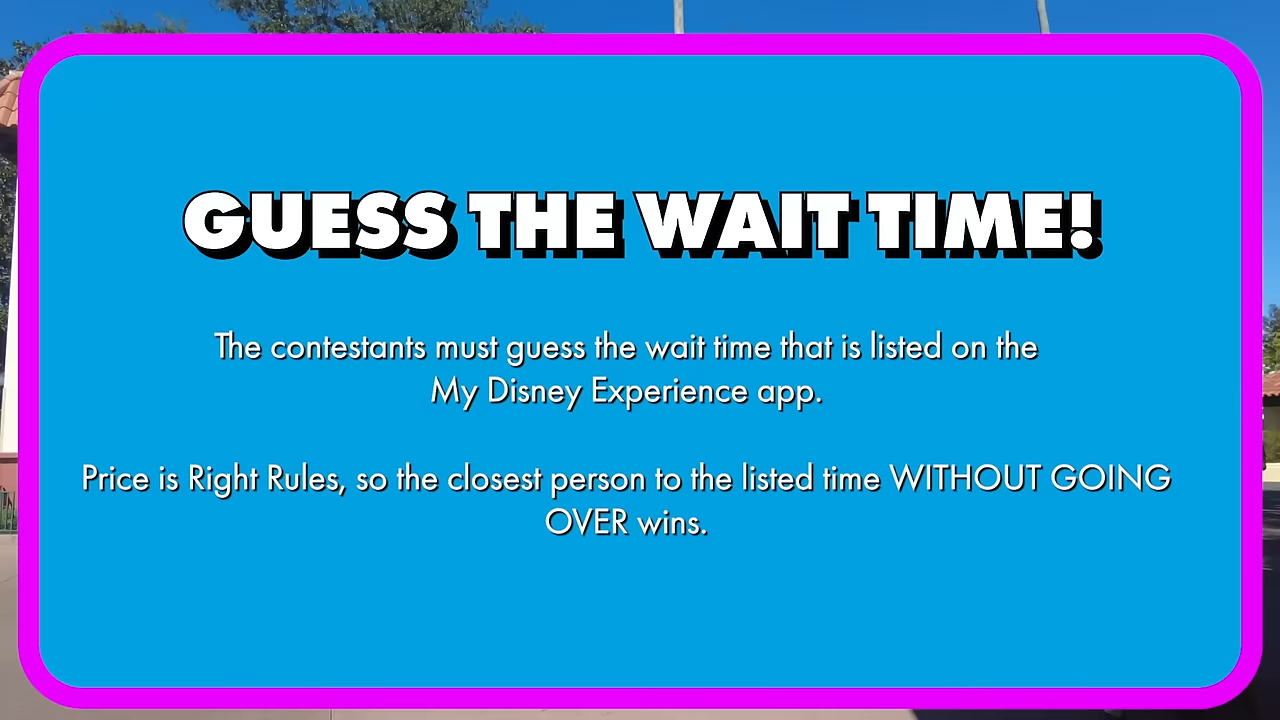 GUESS THE WAIT TIME!
The contestants must guess the wait time that is listed on the
My Disney Experience app.
Price is Right Rules, so the closest person to the listed time WITHOUT GOING
OVER wins.